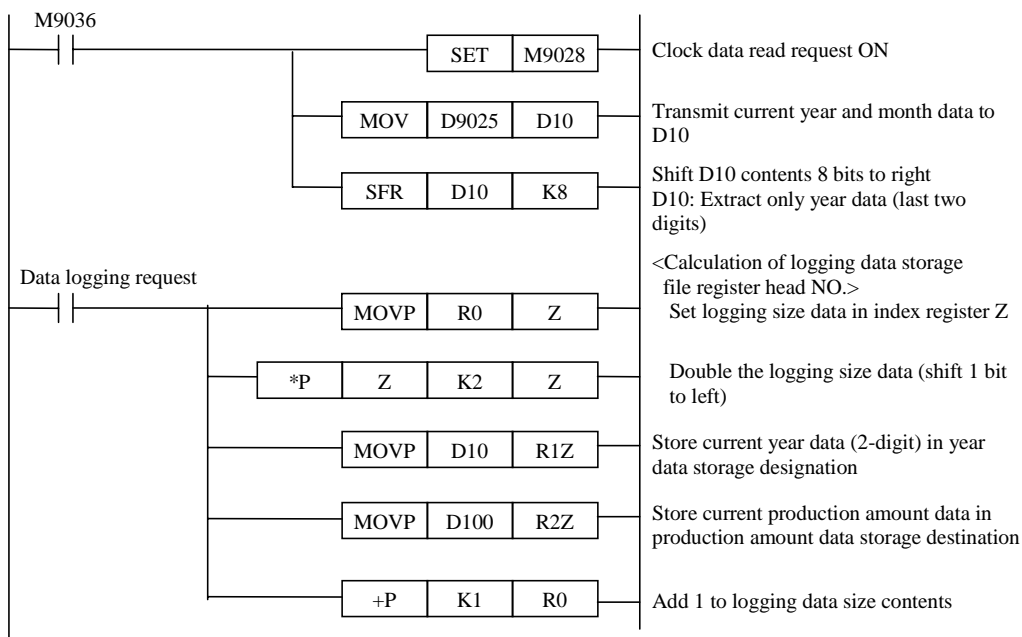 M9036
SET M9028 Clock data read request ON
MOV D9025 D10 Transmit current year and month data to
D10
SFR D10 K8 Shift D10 contents 8 bits to right
D10: Extract only year data (last two
digits)
Data logging request
<Calculation of logging data storage
file register head NO.>
MOVP R0 Z Set logging size data in index register Z
*P Z K2 Z Double the logging size data (shift 1 bit
to left)
MOVP D10 R1Z Store current year data (2-digit) in year
data storage designation
MOVP D100 R2Z Store current production amount data in
production amount data storage destination
+P K1 R0 Add 1 to logging data size contents